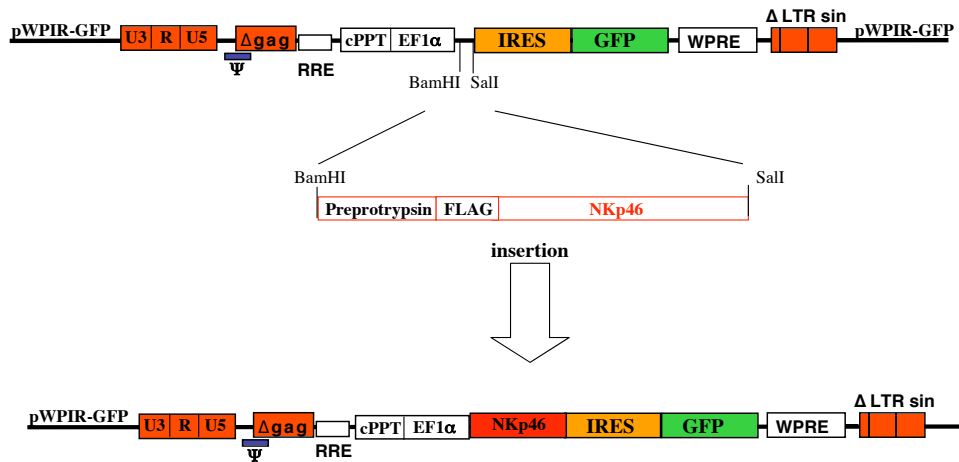 pWPIR-GFP U3 R U5 Δgag cPPT EF1α IRES GFP WPRE Δ LTR sin pWPIR-GFP
Ψ RRE
BamHI SalI
BamHI SalI
Preprotrypsin FLAG NKp46
insertion
pWPIR-GFP U3 R U5 Δgag cPPT EF1α NKp46 IRES GFP WPRE Δ LTR sin
Ψ RRE